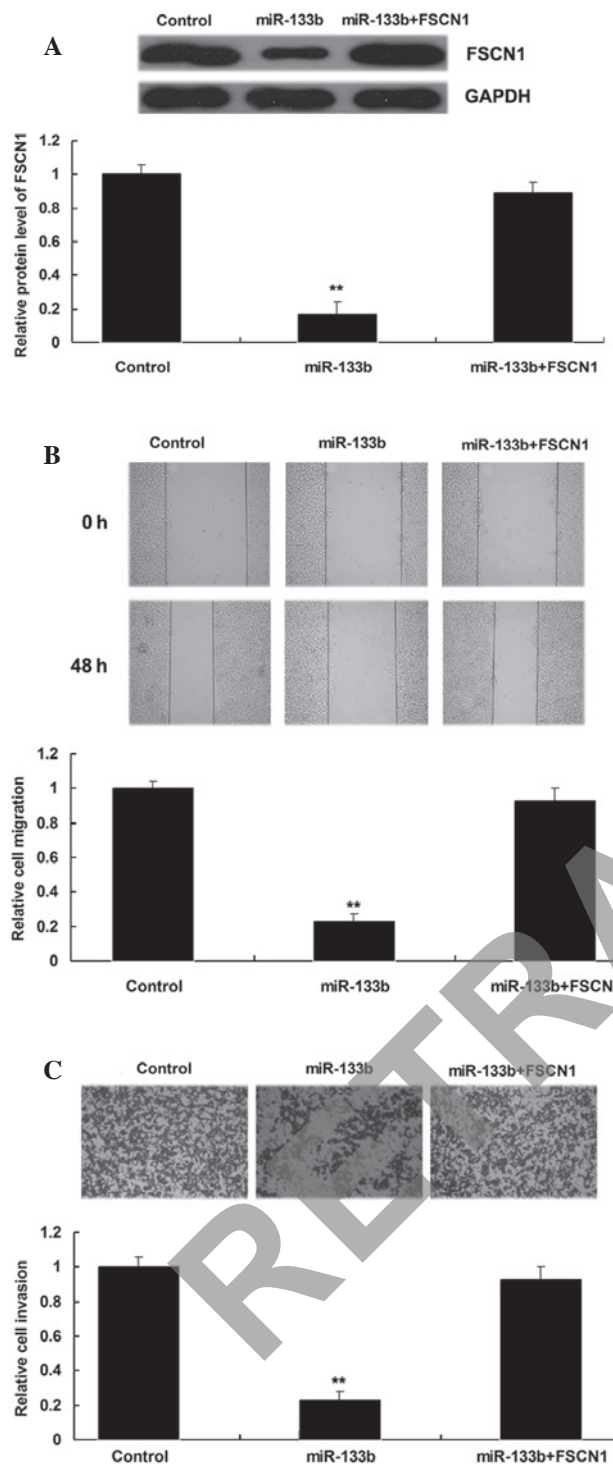 A
Control miR-133b miR-133b+FSCN1
FSCN1
GAPDH
Relative protein level of FSCN1
1.2
1
0.8
0.6
0.4
0.2
0
**
Control miR-133b miR-133b+FSCN1
B
Control miR-133b miR-133b+FSCN1
0 h
48 h
Relative cell migration
1.2
1
0.8
0.6
0.4
0.2
0
**
Control miR-133b miR-133b+FSCN
C
Control miR-133b miR-133b+FSCN1
Relative cell invasion
1.2
1
0.8
0.6
0.4
0.2
0
**
Control miR-133b miR-133b+FSCN1
RETRA